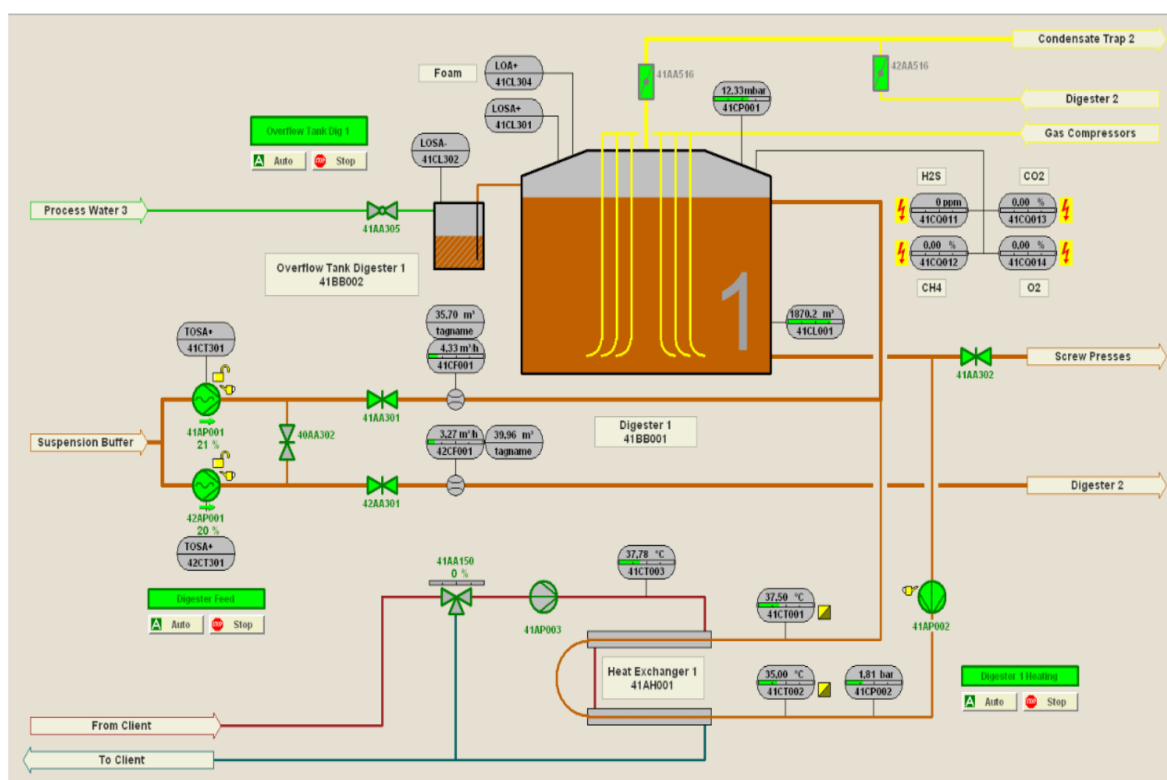 Condensate Trap 2
LOA+
41CL304
Foam
41AA516
42AA516
12,33mbar
41CP001
Digester 2
LOSA+
41CL301
Overflow Tank Dig 1
Gas Compressors
LOSA-
41CL302
A Auto
STOP Stop
H2S
CO2
0 ppm
41CQ011
0,00 %
41CQ013
Process Water 3
41AA305
0,00 %
41CQ012
0,00 %
41CQ014
Overflow Tank Digester 1
41BB002
CH4
O2
1
35,70 m³
tagname
1870,2 m³
41CL001
TOSA+
41CT301
4,33 m³/h
41CF001
Screw Presses
41AA302
41AP001
21 %
41AA301
Digester 1
41BB001
Suspension Buffer
40AA302
3,27 m³/h
42CF001
39,96 m³
tagname
Digester 2
42AP001
20 %
42AA301
TOSA+
42CT301
41AA150
0 %
37,78 °C
41CT003
Digester Feed
A Auto
STOP Stop
41AP003
37,50 °C
41CT001
41AP002
Heat Exchanger 1
41AH001
35,00 °C
41CT002
1,81 bar
41CP002
Digester 1 Heating
A Auto
STOP Stop
From Client
To Client